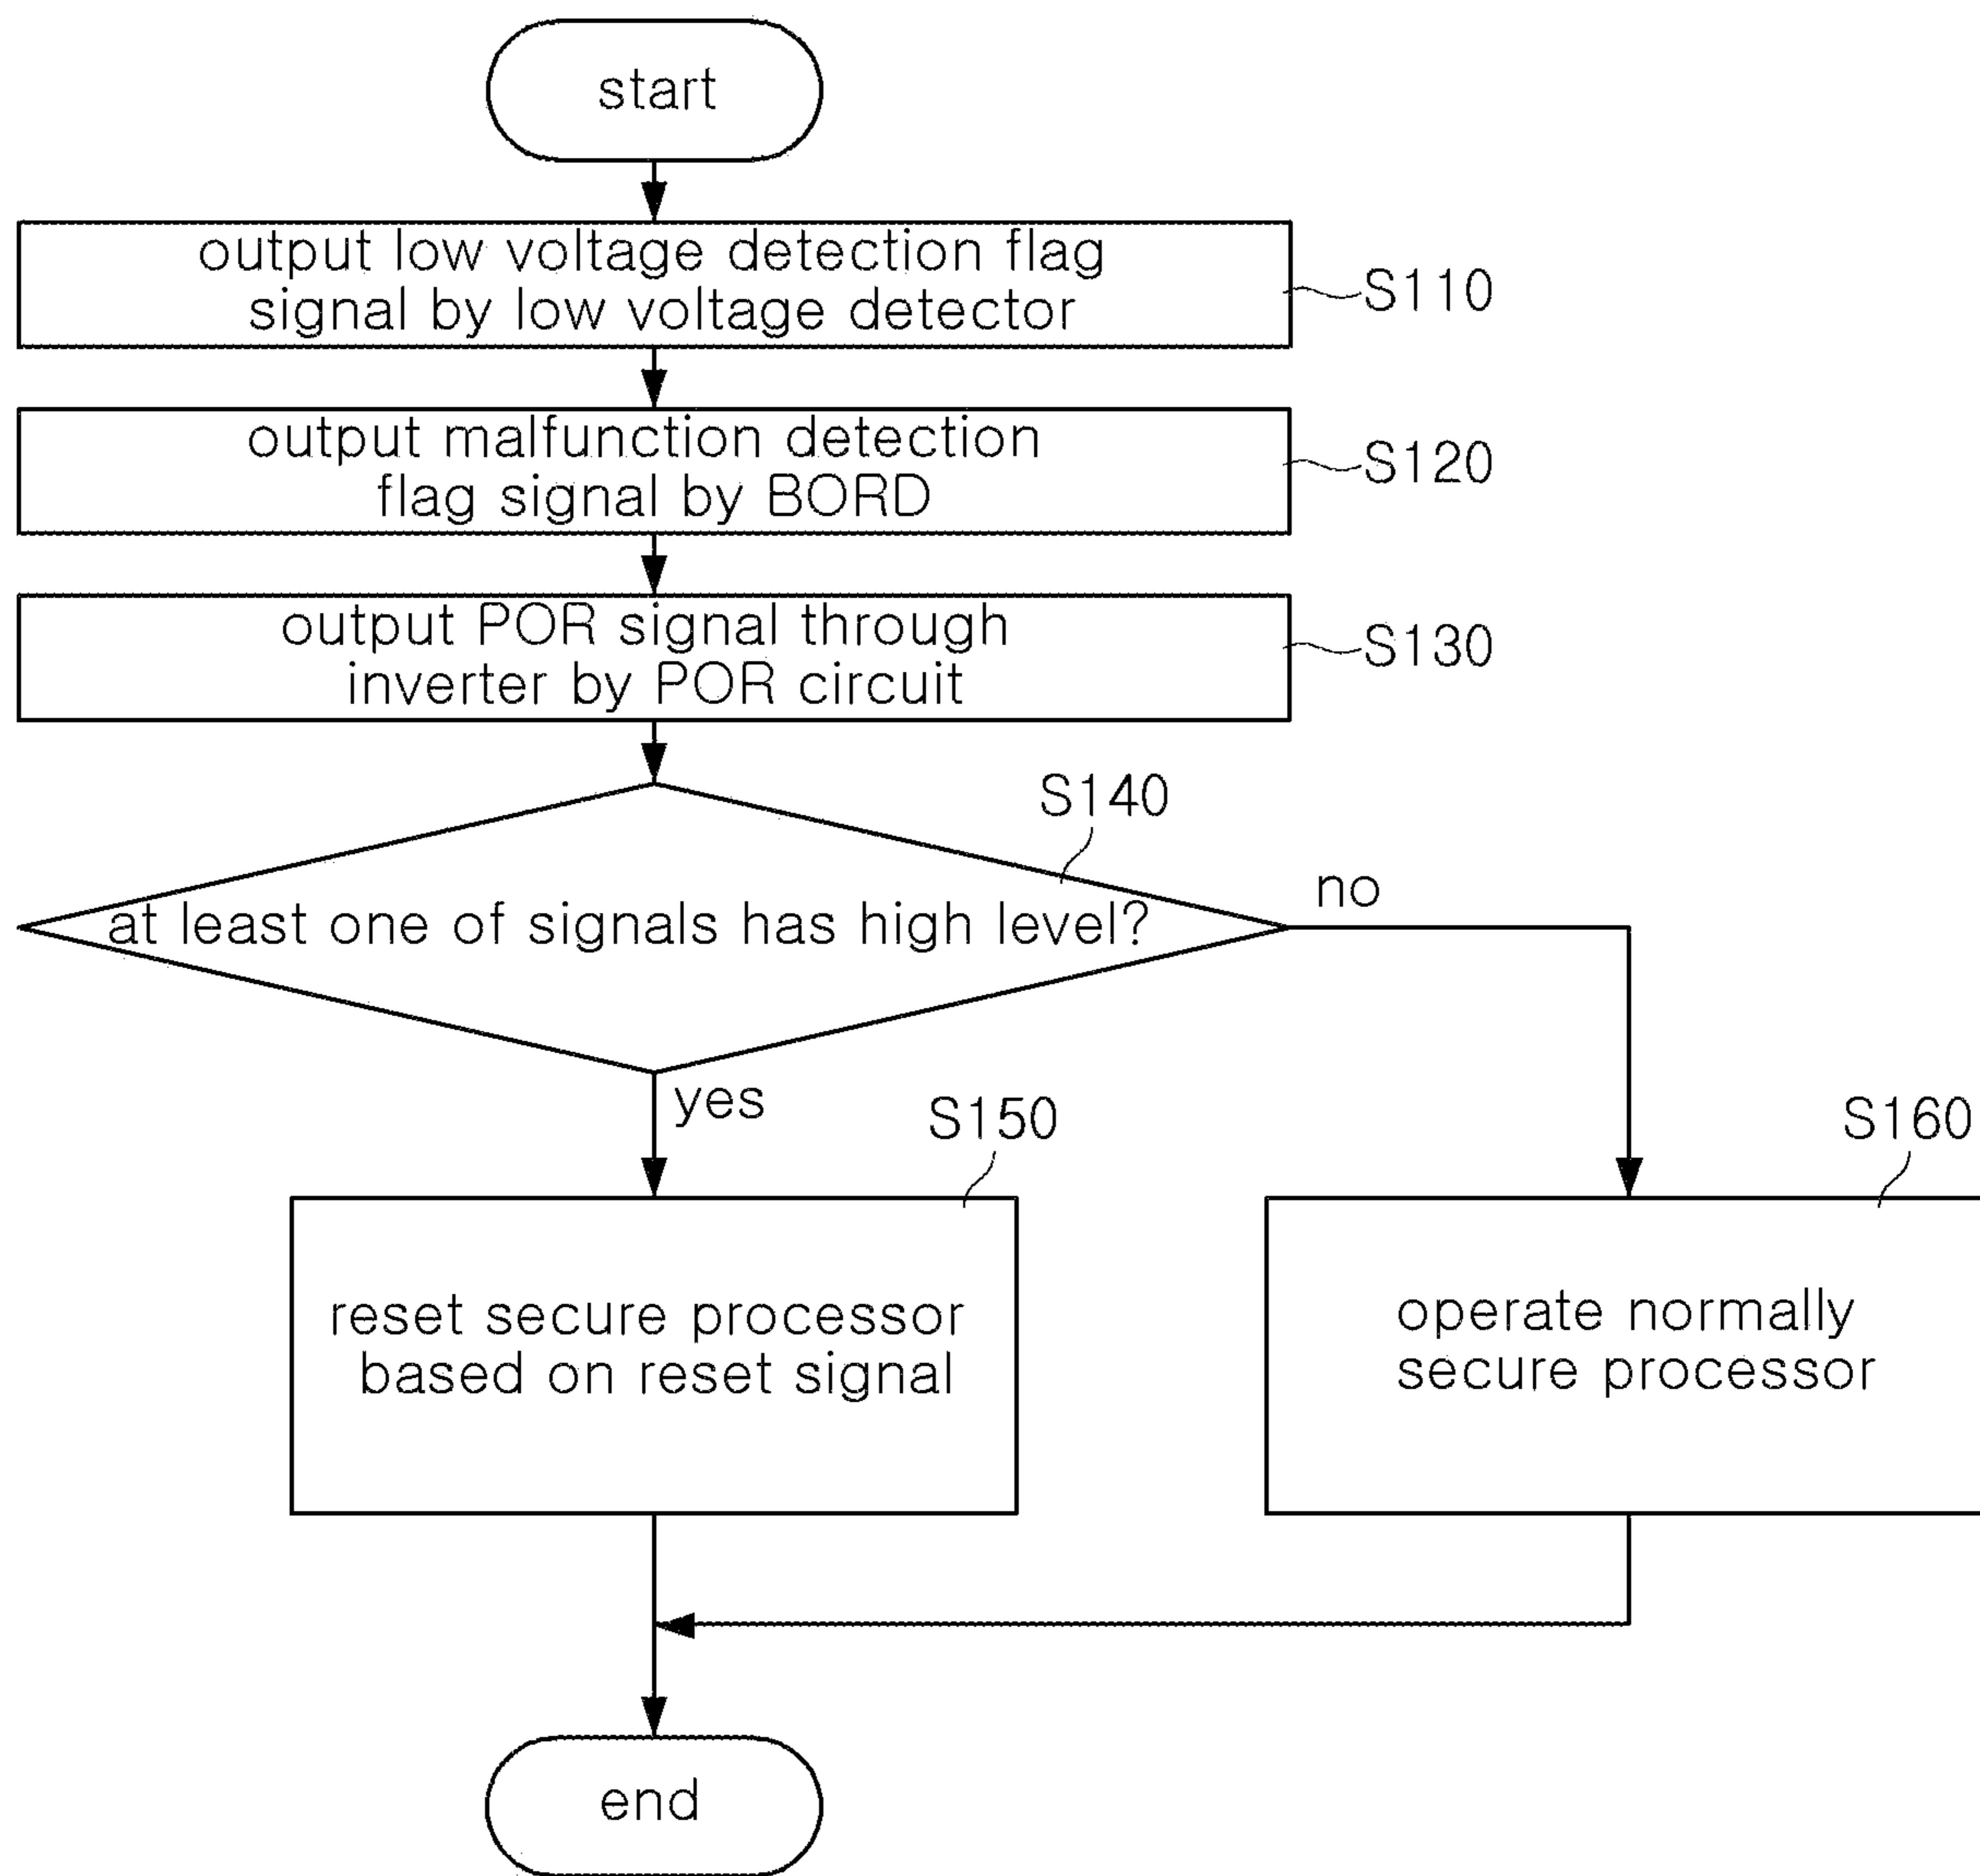 start
output low voltage detection flag
signal by low voltage detector
S110
output malfunction detection
flag signal by BORD
S120
output POR signal through
inverter by POR circuit
S130
S140
at least one of signals has high level?
no
yes
S150
reset secure processor
based on reset signal
S160
operate normally
secure processor
end